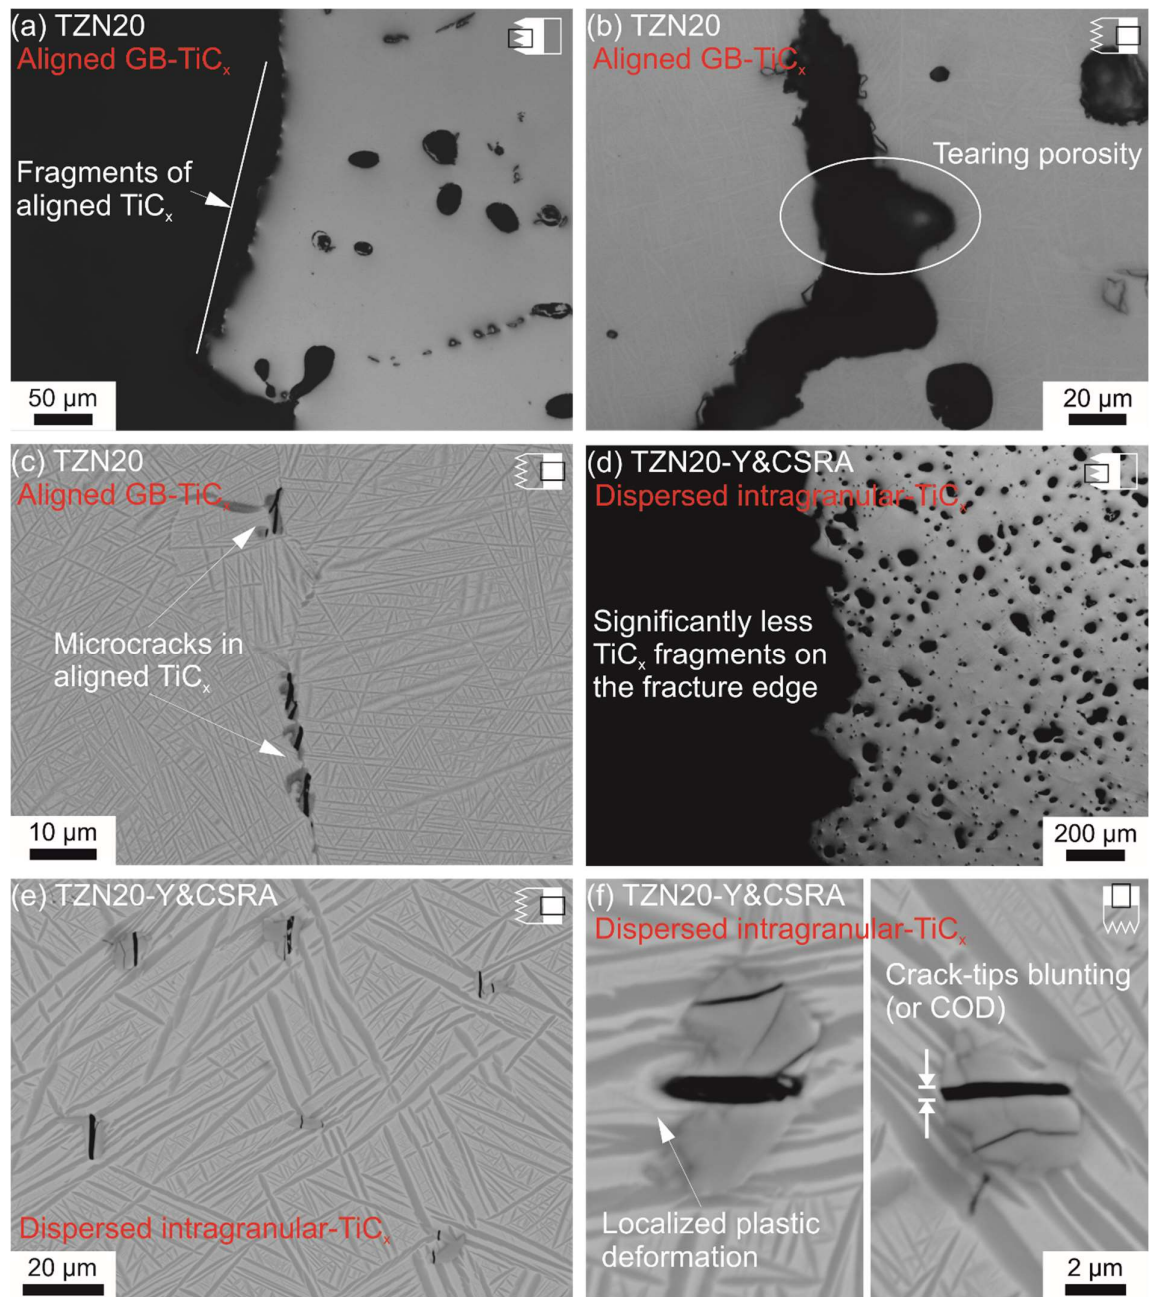 (a) TZN20
Aligned GB-TiCx
Fragments of
aligned TiCx
50 µm
(b) TZN20
Aligned GB-TiCx
Tearing porosity
20 µm
(c) TZN20
Aligned GB-TiCx
Microcracks in
aligned TiCx
10 µm
(d) TZN20-Y&CSRA
Dispersed intragranular-TiCx
Significantly less
TiCx fragments on
the fracture edge
200 µm
(e) TZN20-Y&CSRA
Dispersed intragranular-TiCx
20 µm
(f) TZN20-Y&CSRA
Dispersed intragranular-TiCx
Localized plastic
deformation
Crack-tips blunting
(or COD)
2 µm